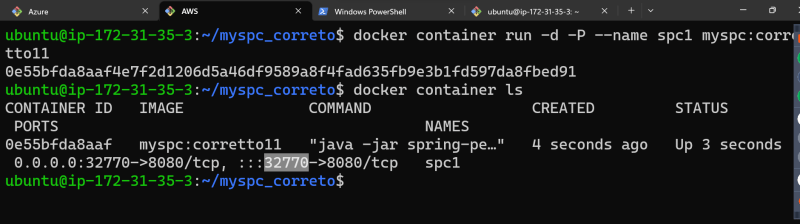 Azure AWS Windows PowerShell ubuntu@ip-172-31-35-3: ~
ubuntu@ip-172-31-35-3:~/myspc_correto$ docker container run -d -P --name spc1 myspc:corre
tto11
0e55bfda8aaf4e7f2d1206d5a46df9589a8f4fad635fb9e3b1fd597da8fbed91
ubuntu@ip-172-31-35-3:~/myspc_correto$ docker container ls
CONTAINER ID IMAGE COMMAND CREATED STATUS
PORTS NAMES
0e55bfda8aaf myspc:corretto11 "java -jar spring-pe…" 4 seconds ago Up 3 seconds
0.0.0.0:32770->8080/tcp, :::32770->8080/tcp spc1
ubuntu@ip-172-31-35-3:~/myspc_correto$